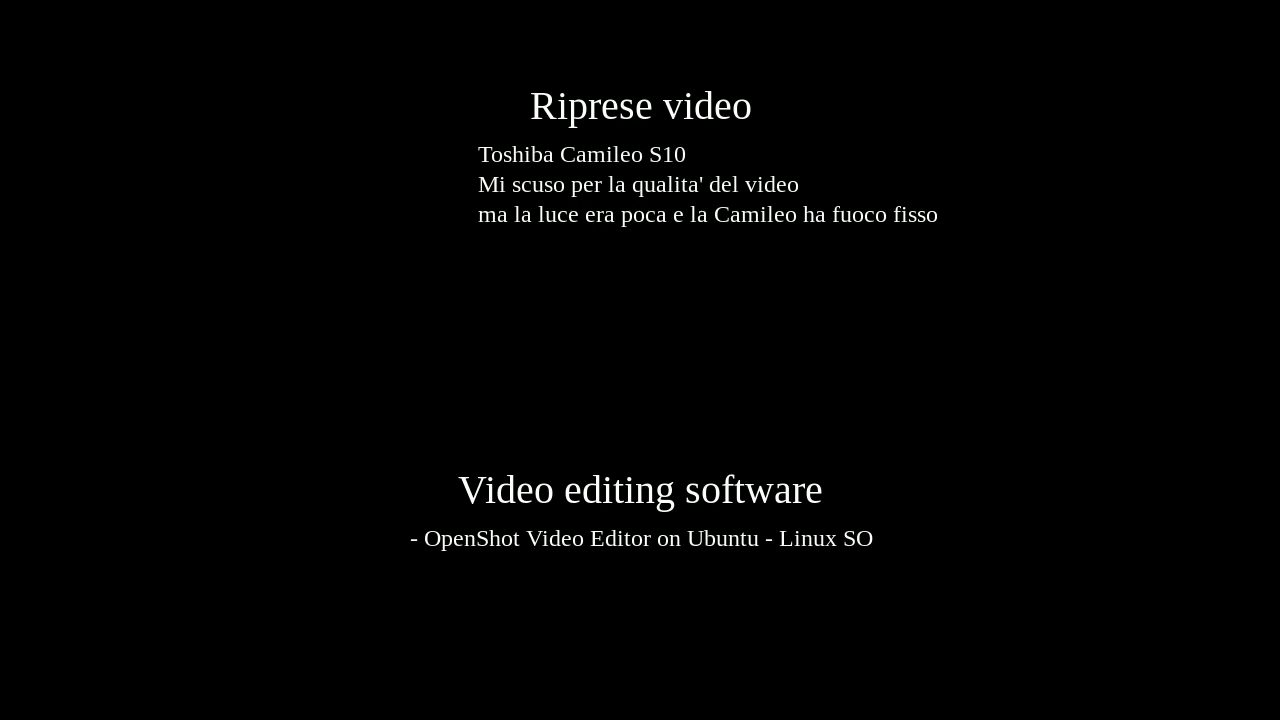 Riprese video
Toshiba Camileo S10
Mi scuso per la qualita' del video
ma la luce era poca e la Camileo ha fuoco fisso
Video editing software
- OpenShot Video Editor on Ubuntu - Linux SO